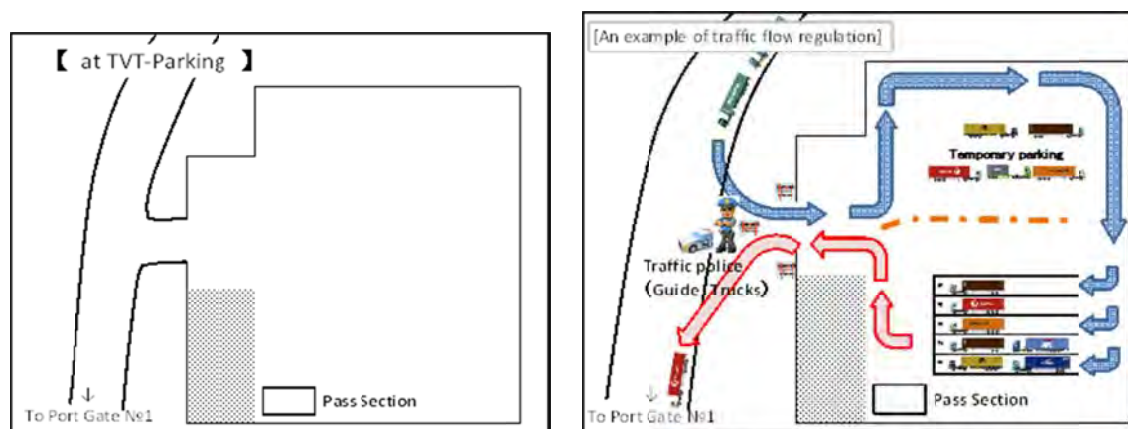 【 at TVT-Parking 】
Pass Section
To Port Gate №1
[An example of traffic flow regulation]
Temporary parking
Traffic police
(Guide Trucks)
Pass Section
To Port Gate №1